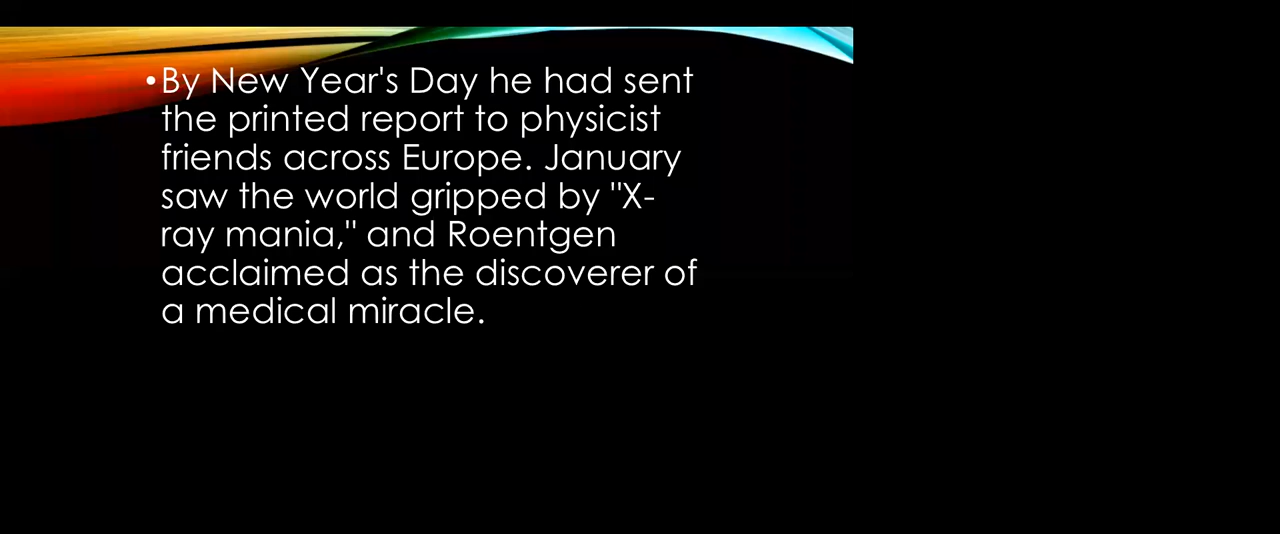 •By New Year's Day he had sent
the printed report to physicist
friends across Europe. January
saw the world gripped by "X-
ray mania," and Roentgen
acclaimed as the discoverer of
a medical miracle.